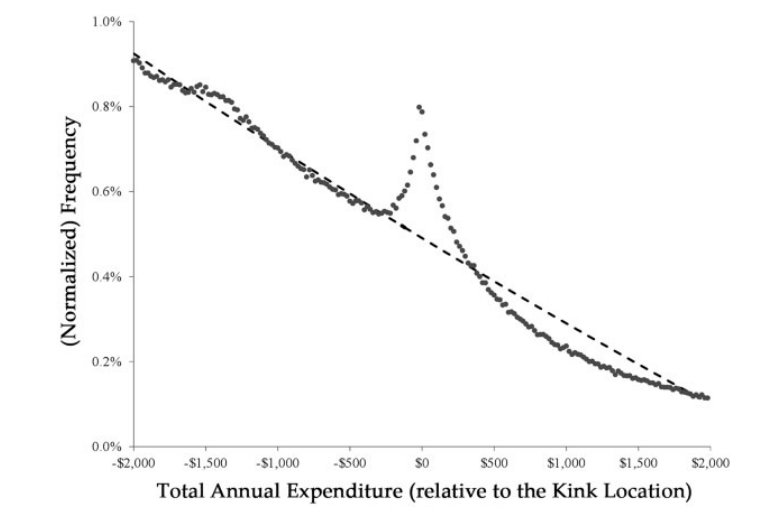 1.0%
0.8%
0.6%
0.4%
0.2%
0.0%
(Normalized) Frequency
-$2,000 -$1,500 -$1,000 -$500 $0 $500 $1,000 $1,500 $2,000
Total Annual Expenditure (relative to the Kink Location)